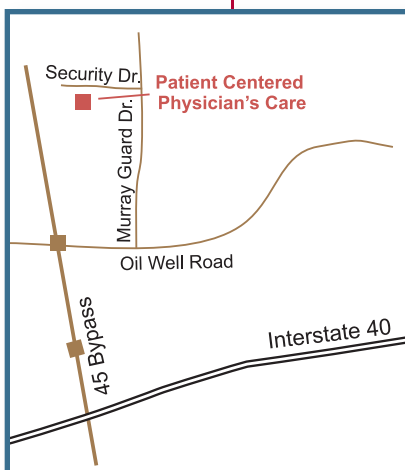 Security Dr.
Patient Centered
Physician's Care
Murray Guard Dr.
Oil Well Road
45 Bypass
Interstate 40